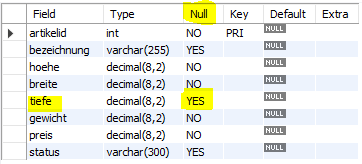 Field Type Null Key Default Extra
artikelid int NO PRI NULL
bezeichnung varchar(255) YES NULL
hoehe decimal(8,2) NO NULL
breite decimal(8,2) NO NULL
tiefe decimal(8,2) YES NULL
gewicht decimal(8,2) NO NULL
preis decimal(8,2) NO NULL
status varchar(300) YES NULL